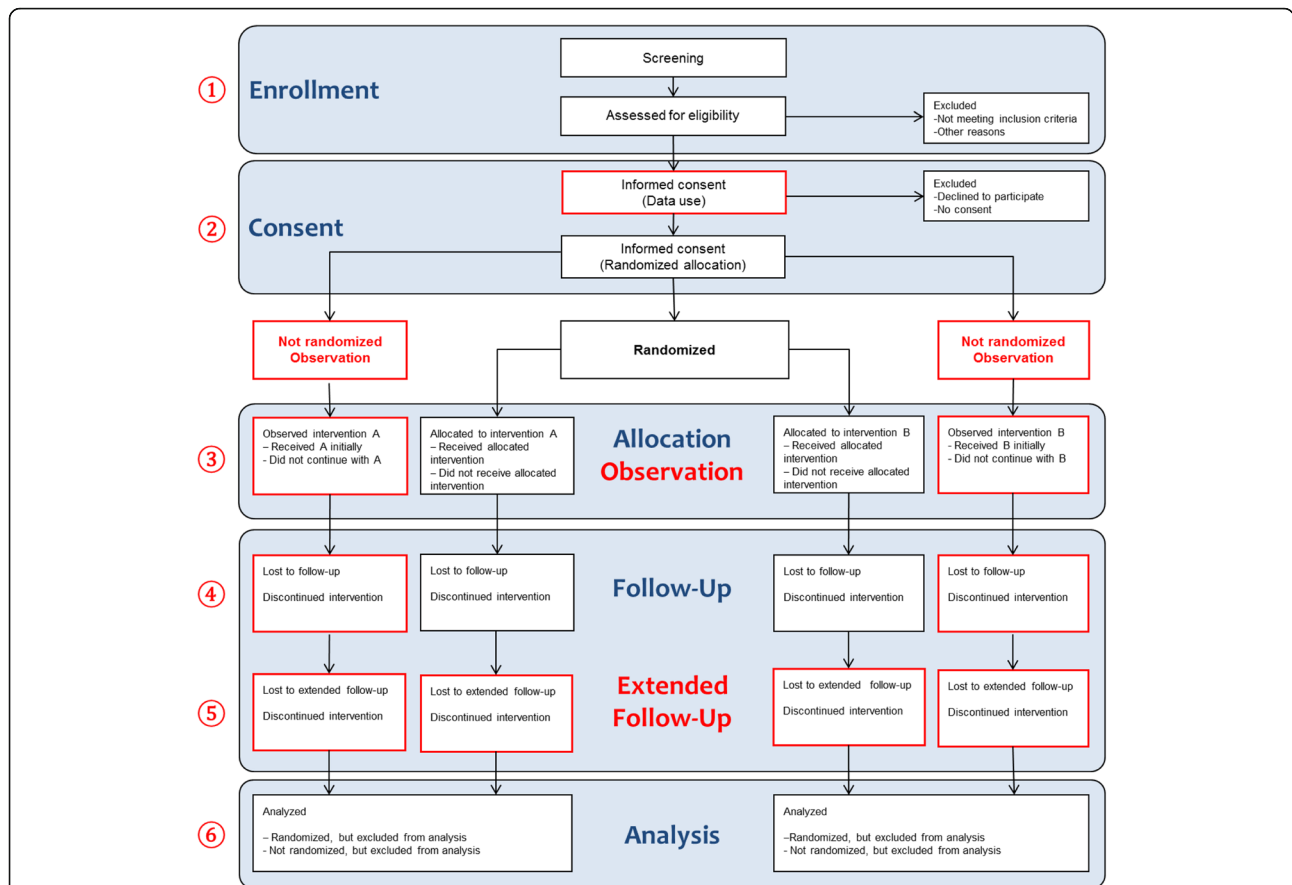 ①
Enrollment
Screening
Assessed for eligibility
Excluded
-Not meeting inclusion criteria
-Other reasons
②
Consent
Informed consent
(Data use)
Excluded
-Declined to participate
-No consent
Informed consent
(Randomized allocation)
Not randomized
Observation
Randomized
Not randomized
Observation
③
Observed intervention A
- Received A initially
- Did not continue with A
Allocated to intervention A
– Received allocated
intervention
– Did not receive allocated
intervention
Allocation
Observation
Allocated to intervention B
– Received allocated
intervention
– Did not receive allocated
intervention
Observed intervention B
- Received B initially
- Did not continue with B
④
Lost to follow-up
Discontinued intervention
Lost to follow-up
Discontinued intervention
Follow-Up
Lost to follow-up
Discontinued intervention
Lost to follow-up
Discontinued intervention
⑤
Lost to extended follow-up
Discontinued intervention
Lost to extended follow-up
Discontinued intervention
Extended
Follow-Up
Lost to extended follow-up
Discontinued intervention
Lost to extended follow-up
Discontinued intervention
⑥
Analyzed
– Randomized, but excluded from analysis
- Not randomized, but excluded from analysis
Analysis
Analyzed
–Randomized, but excluded from analysis
- Not randomized, but excluded from analysis